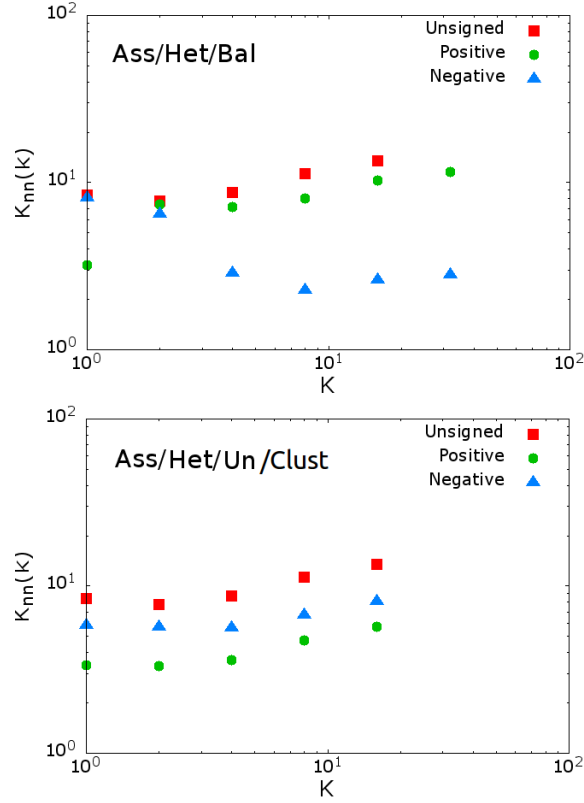 10²
Ass/Het/Bal
Unsigned
Positive
Negative
Kₙₙ(k)
10¹
10⁰
10⁰
10¹
10²
K
10²
Ass/Het/Un/Clust
Unsigned
Positive
Negative
Kₙₙ(k)
10¹
10⁰
10⁰
10¹
10²
K